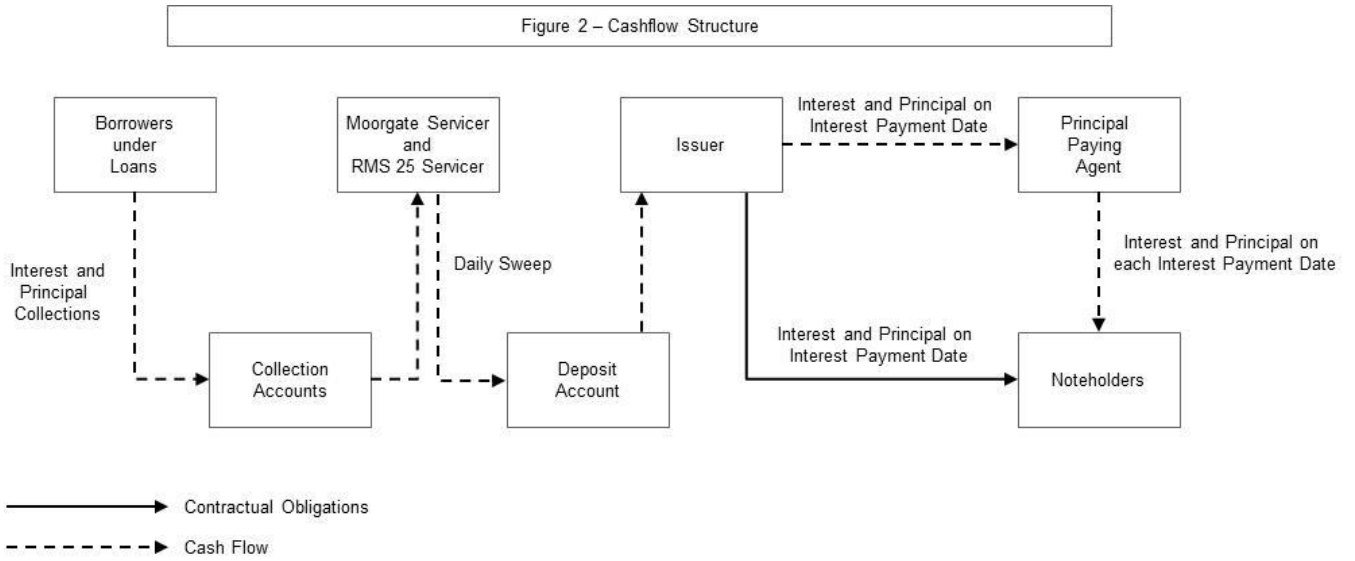 Figure 2 – Cashflow Structure
Borrowers
under
Loans
Moorgate Servicer
and
RMS 25 Servicer
Issuer
Interest and Principal on
Interest Payment Date
Principal
Paying
Agent
Interest and
Principal
Collections
Daily Sweep
Interest and Principal on
each Interest Payment Date
Collection
Accounts
Deposit
Account
Interest and Principal on
Interest Payment Date
Noteholders
Contractual Obligations
Cash Flow